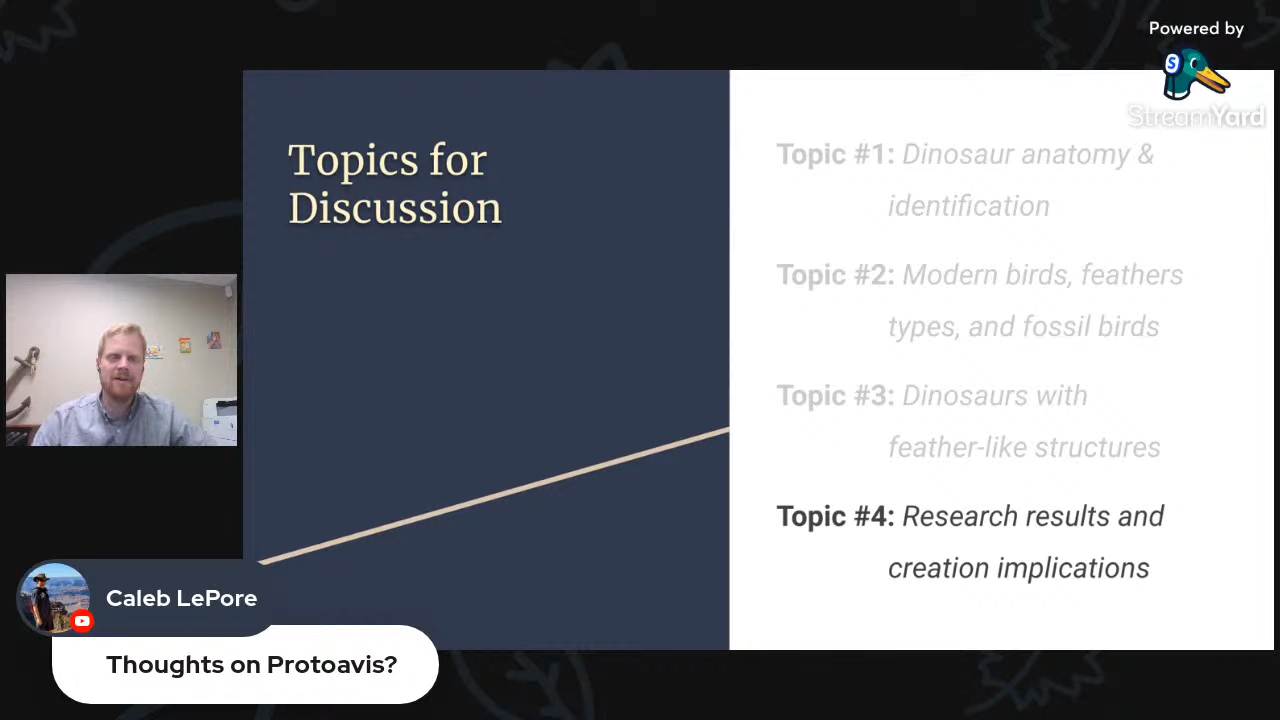 Powered by
S
StreamYard
Topics for
Discussion
Topic #1: Dinosaur anatomy &
identification
Topic #2: Modern birds, feathers
types, and fossil birds
Topic #3: Dinosaurs with
feather-like structures
Topic #4: Research results and
creation implications
Caleb LePore
Thoughts on Protoavis?